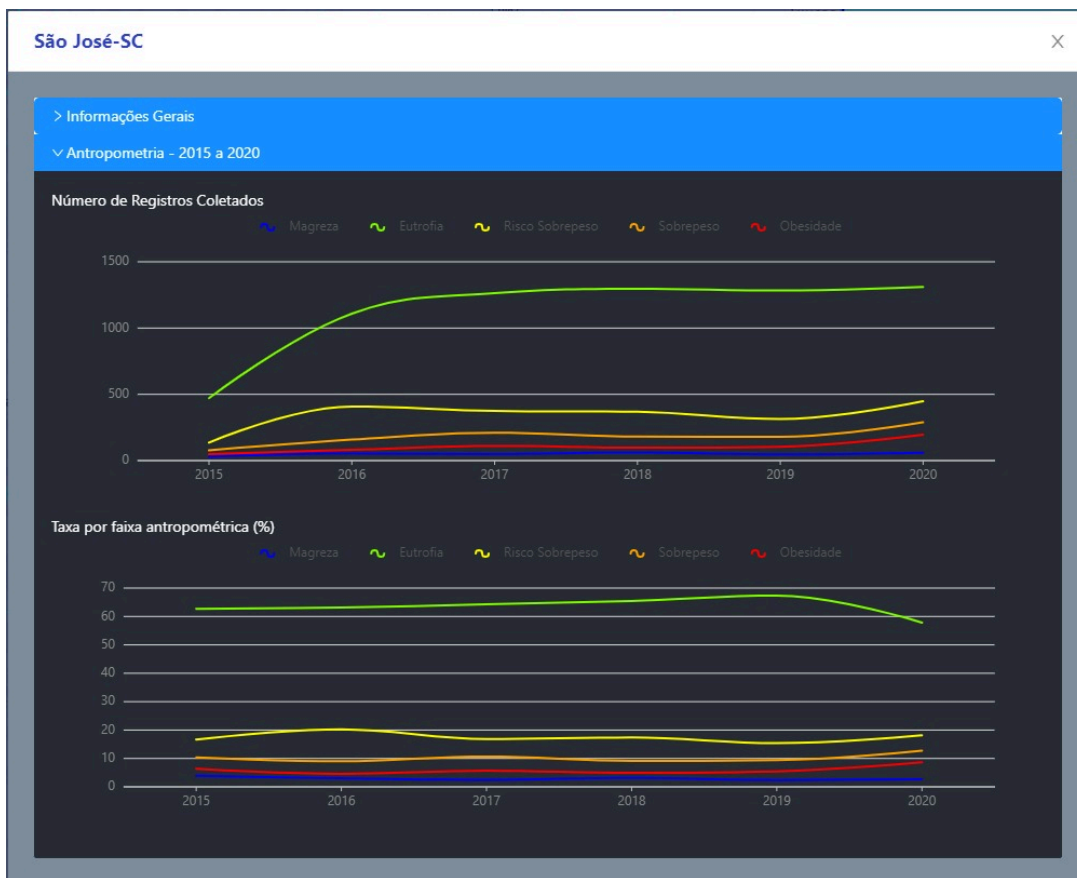 São José-SC X
> Informações Gerais
Antropometria - 2015 a 2020
Número de Registros Coletados
Magreza Eutrofia Risco Sobrepeso Sobrepeso Obesidade
1500
1000
500
0
2015 2016 2017 2018 2019 2020
Taxa por faixa antropométrica (%)
Magreza Eutrofia Risco Sobrepeso Sobrepeso Obesidade
70
60
50
40
30
20
10
0
2015 2016 2017 2018 2019 2020